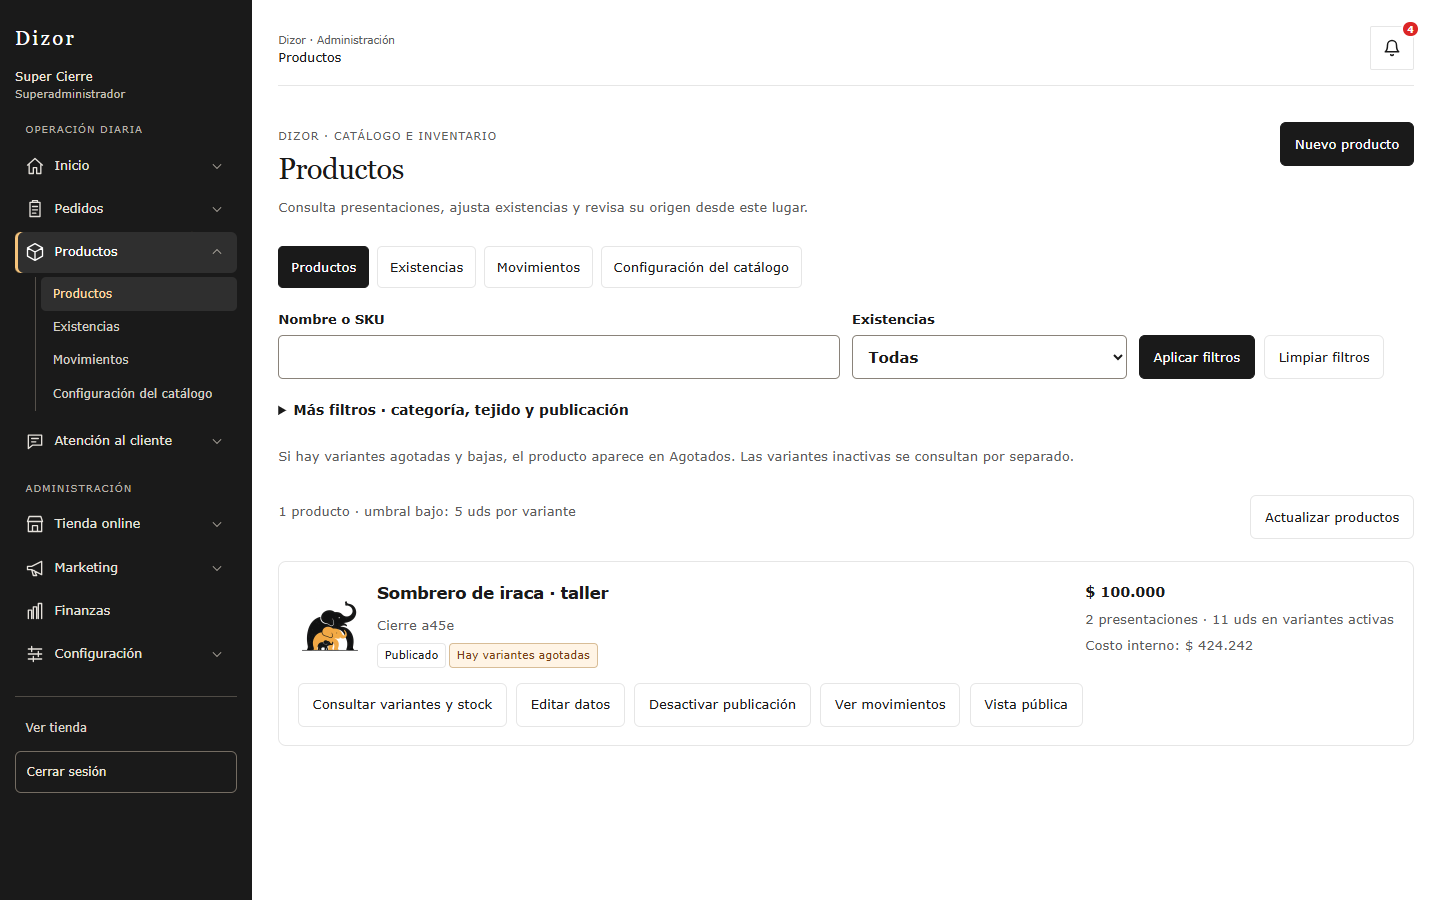 Dizor
Super Cierre
Superadministrador
OPERACIÓN DIARIA
Inicio
Pedidos
Productos
Productos
Existencias
Movimientos
Configuración del catálogo
Atención al cliente
ADMINISTRACIÓN
Tienda online
Marketing
Finanzas
Configuración
Ver tienda
Cerrar sesión
Dizor · Administración
Productos
4
DIZOR · CATÁLOGO E INVENTARIO
Productos
Consulta presentaciones, ajusta existencias y revisa su origen desde este lugar.
Nuevo producto
Productos Existencias Movimientos Configuración del catálogo
Nombre o SKU Existencias
Todas Aplicar filtros Limpiar filtros
Más filtros · categoría, tejido y publicación
Si hay variantes agotadas y bajas, el producto aparece en Agotados. Las variantes inactivas se consultan por separado.
1 producto · umbral bajo: 5 uds por variante
Actualizar productos
Sombrero de iraca · taller
Cierre a45e
Publicado Hay variantes agotadas
$ 100.000
2 presentaciones · 11 uds en variantes activas
Costo interno: $ 424.242
Consultar variantes y stock Editar datos Desactivar publicación Ver movimientos Vista pública